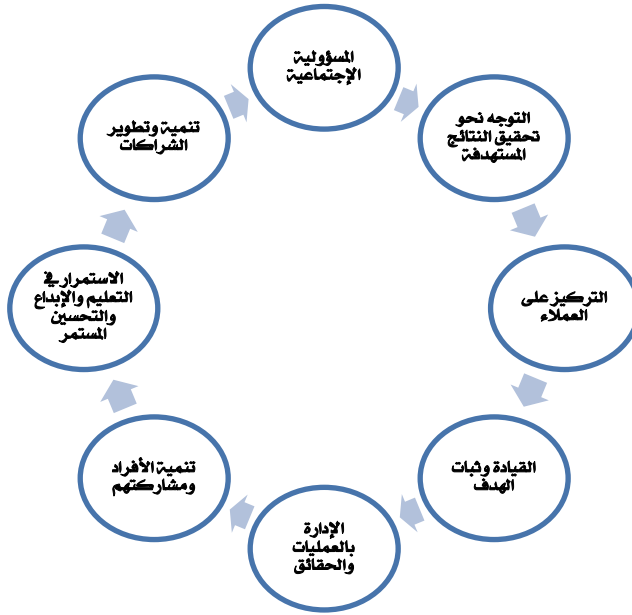 المسؤولية
الإجتماعية
التوجه نحو
تحقيق النتائج
المستهدفة
التركيز على
العملاء
القيادة وثبات
الهدف
الإدارة
بالعمليات
والحقائق
تنمية الأفراد
ومشاركتهم
الاستمرار في
التعليم والإبداع
والتحسين
المستمر
تنمية وتطوير
الشراكات